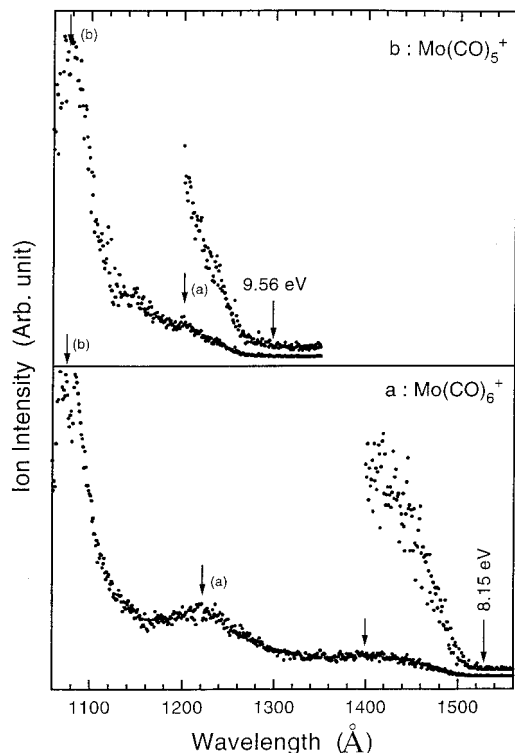 (b)
b : Mo(CO)5+
9.56 eV
(a)
(b)
a : Mo(CO)6+
(a)
8.15 eV
Ion Intensity (Arb. unit)
1100 1200 1300 1400 1500
Wavelength (Å)